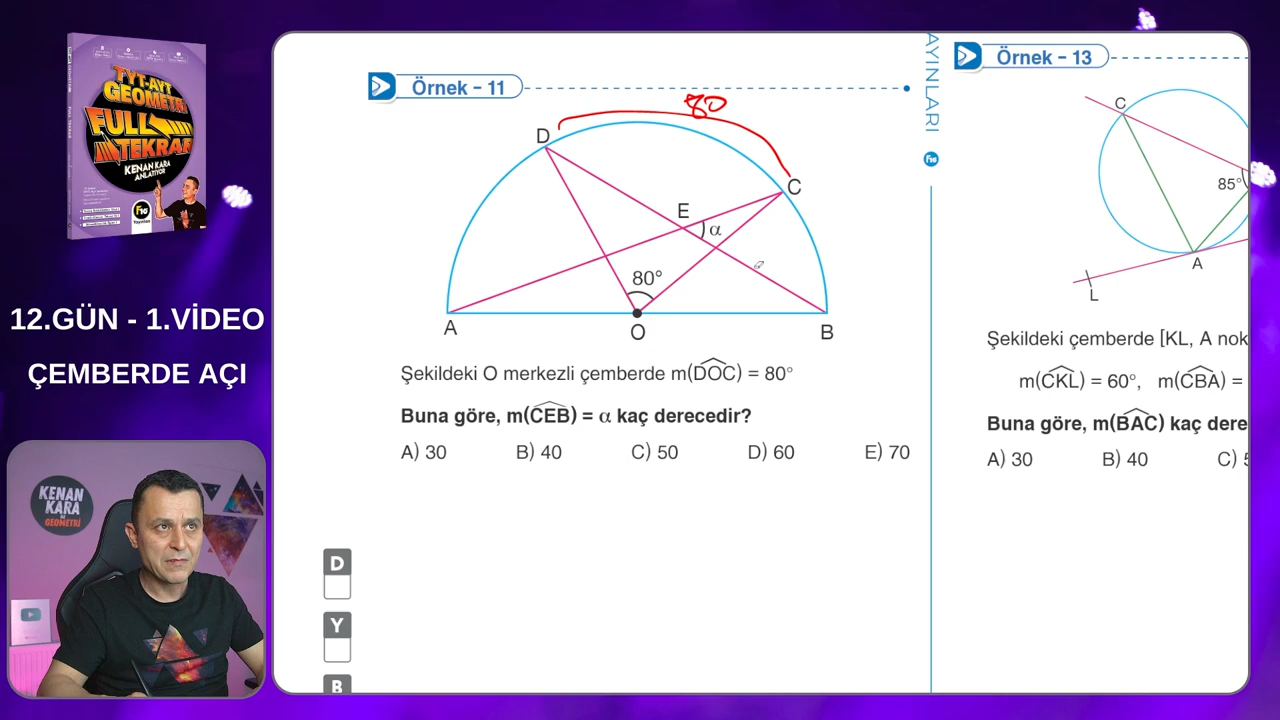 TYT-AYT
GEOMETRİ
FULL
TEKRAR
KENAN KARA
ANLATIYOR
F10
12.GÜN - 1.VİDEO
ÇEMBERDE AÇI
KENAN
KARA
GEOMETRİ
Örnek - 11
80
D
C
E
α
80°
A
O
B
Şekildeki O merkezli çemberde m(DOC) = 80°
Buna göre, m(CEB) = α kaç derecedir?
A) 30 B) 40 C) 50 D) 60 E) 70
D
Y
B
AYINLARI
Örnek - 13
C
85°
A
L
Şekildeki çemberde [KL, A nok
m(CKL) = 60°, m(CBA) =
Buna göre, m(BAC) kaç dere
A) 30 B) 40 C) 5